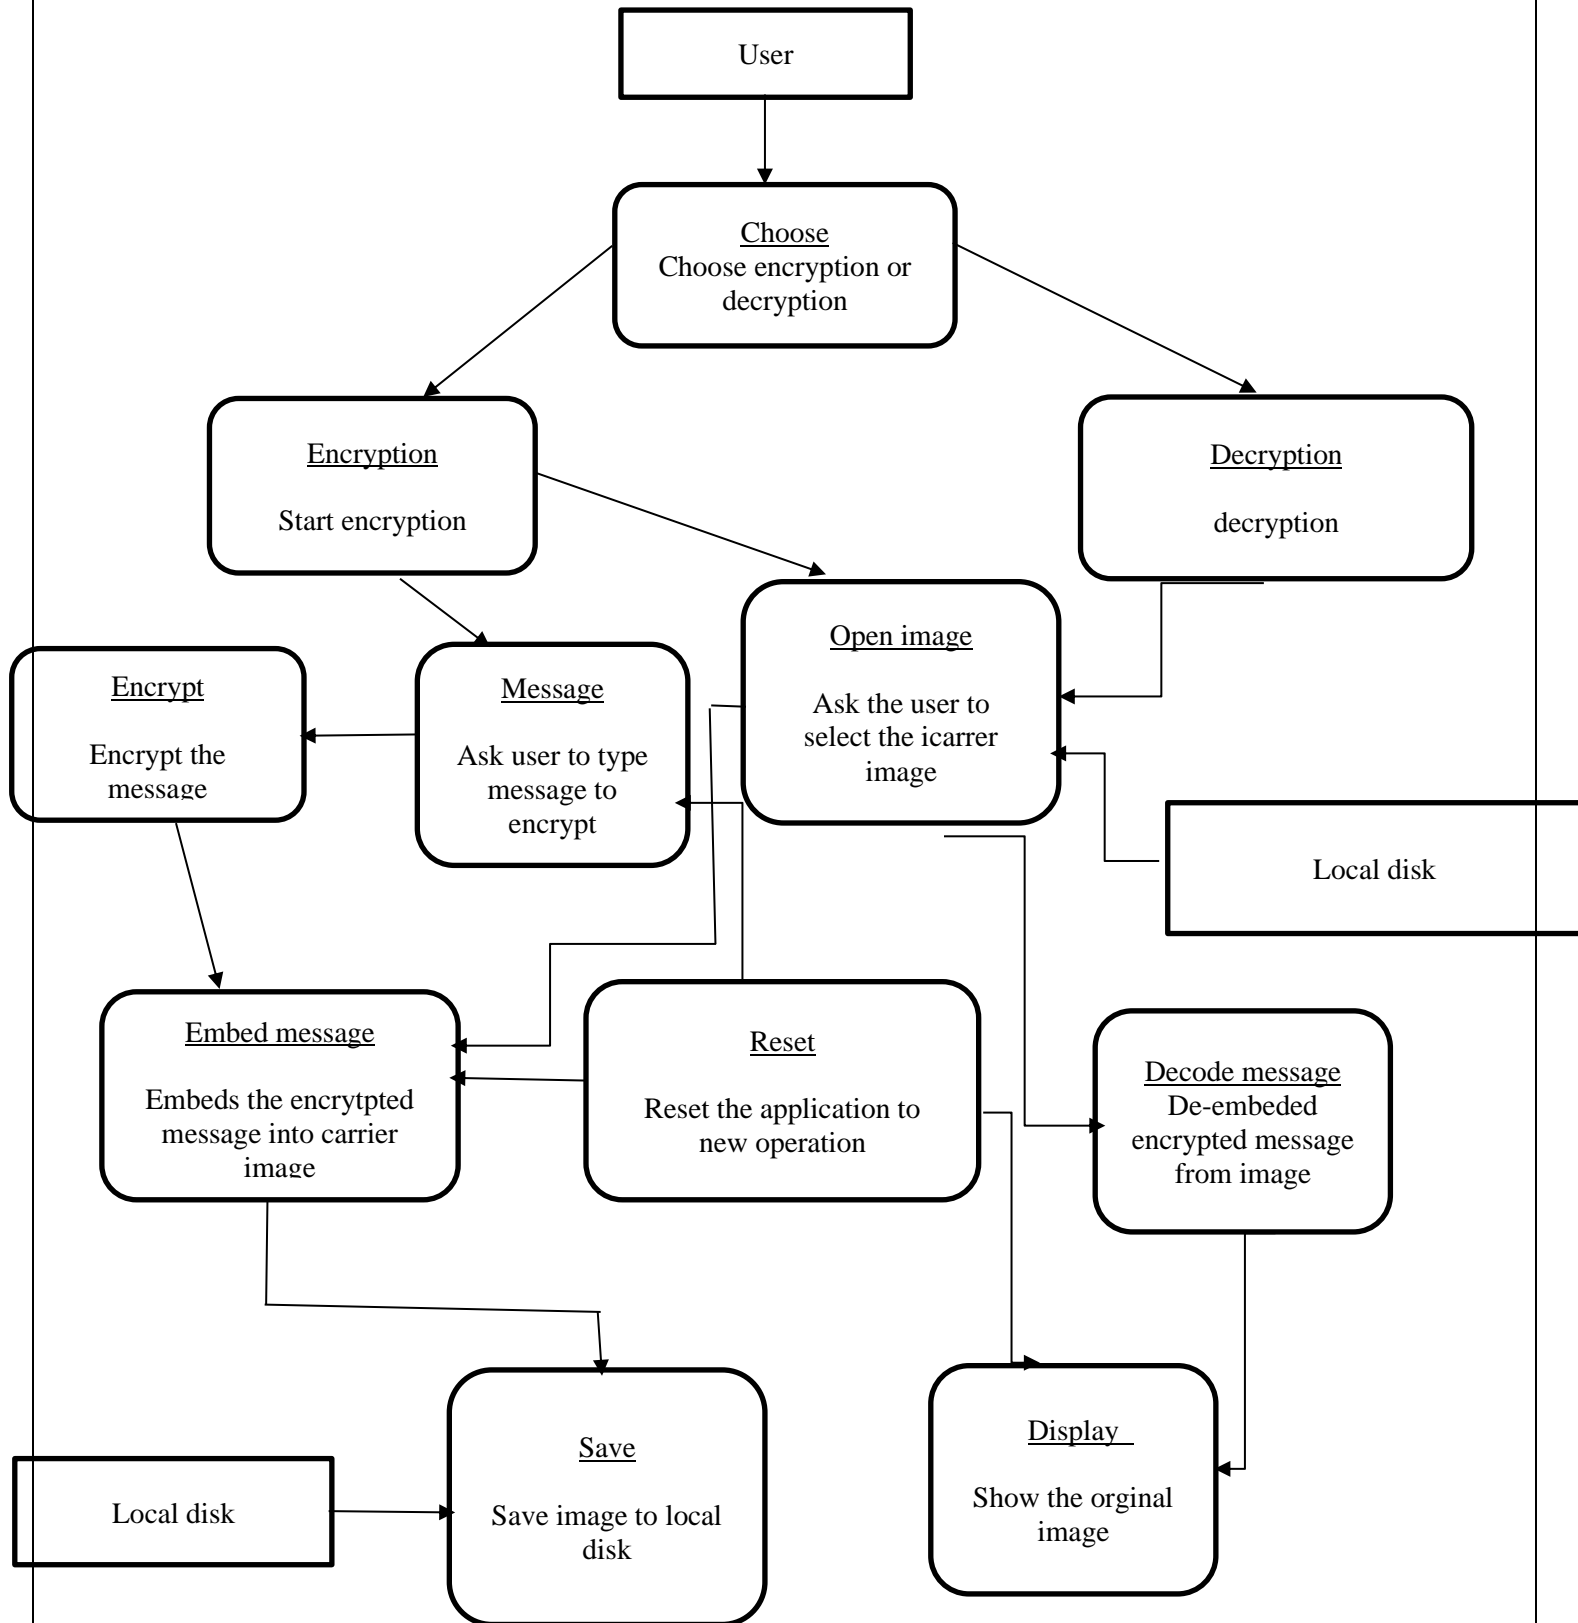 User
Choose
Choose encryption or
decryption
Encryption
Start encryption
Decryption
decryption
Open image
Ask the user to
select the icarrer
image
Encrypt
Encrypt the
message
Message
Ask user to type
message to
encrypt
Local disk
Embed message
Embeds the encrytpted
message into carrier
image
Reset
Reset the application to
new operation
Decode message
De-embeded
encrypted message
from image
Save
Save image to local
disk
Display
Show the orginal
image
Local disk